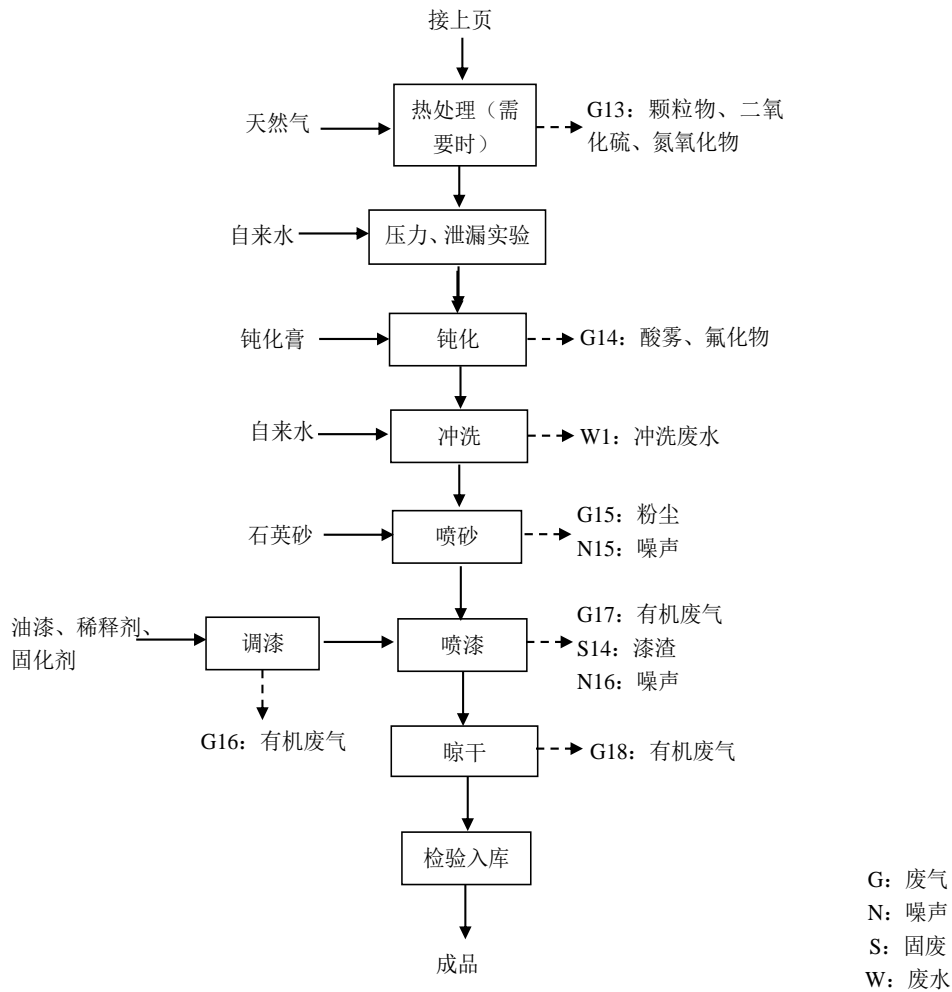 接上页
天然气
热处理（需
要时）
G13：颗粒物、二氧
化硫、氮氧化物
自来水
压力、泄漏实验
钝化膏
钝化
G14：酸雾、氟化物
自来水
冲洗
W1：冲洗废水
石英砂
喷砂
G15：粉尘
N15：噪声
油漆、稀释剂、
固化剂
调漆
喷漆
G17：有机废气
S14：漆渣
N16：噪声
G16：有机废气
晾干
G18：有机废气
检验入库
成品
G：废气
N：噪声
S：固废
W：废水